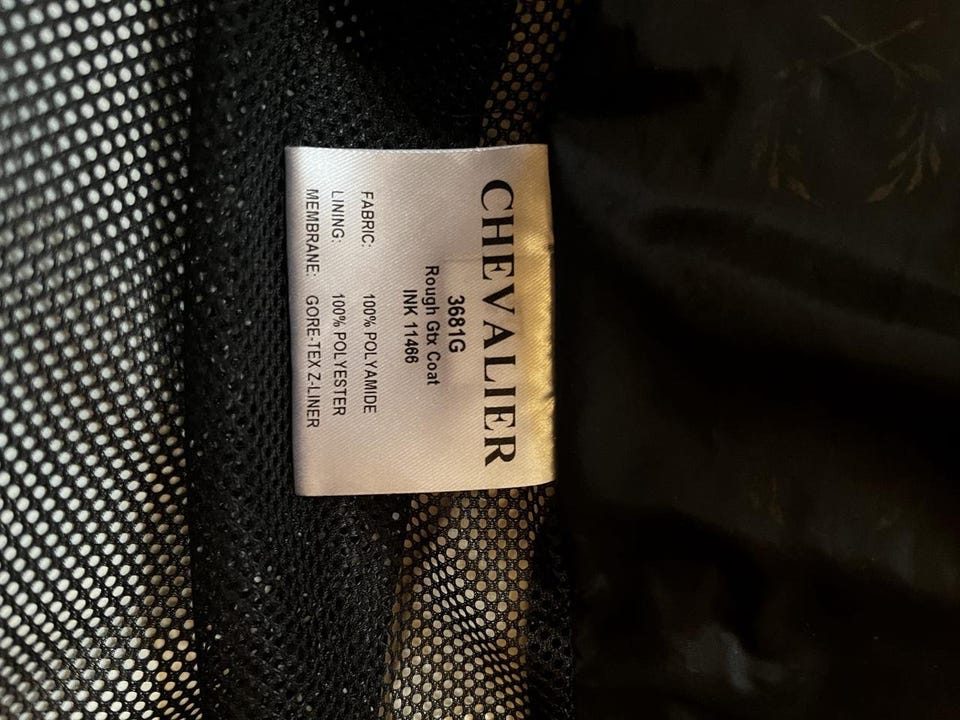 CHEVALIER
3681G
Rough Gtx Coat
INK 11466
FABRIC: 100% POLYAMIDE
LINING: 100% POLYESTER
MEMBRANE: GORE-TEX Z-LINER